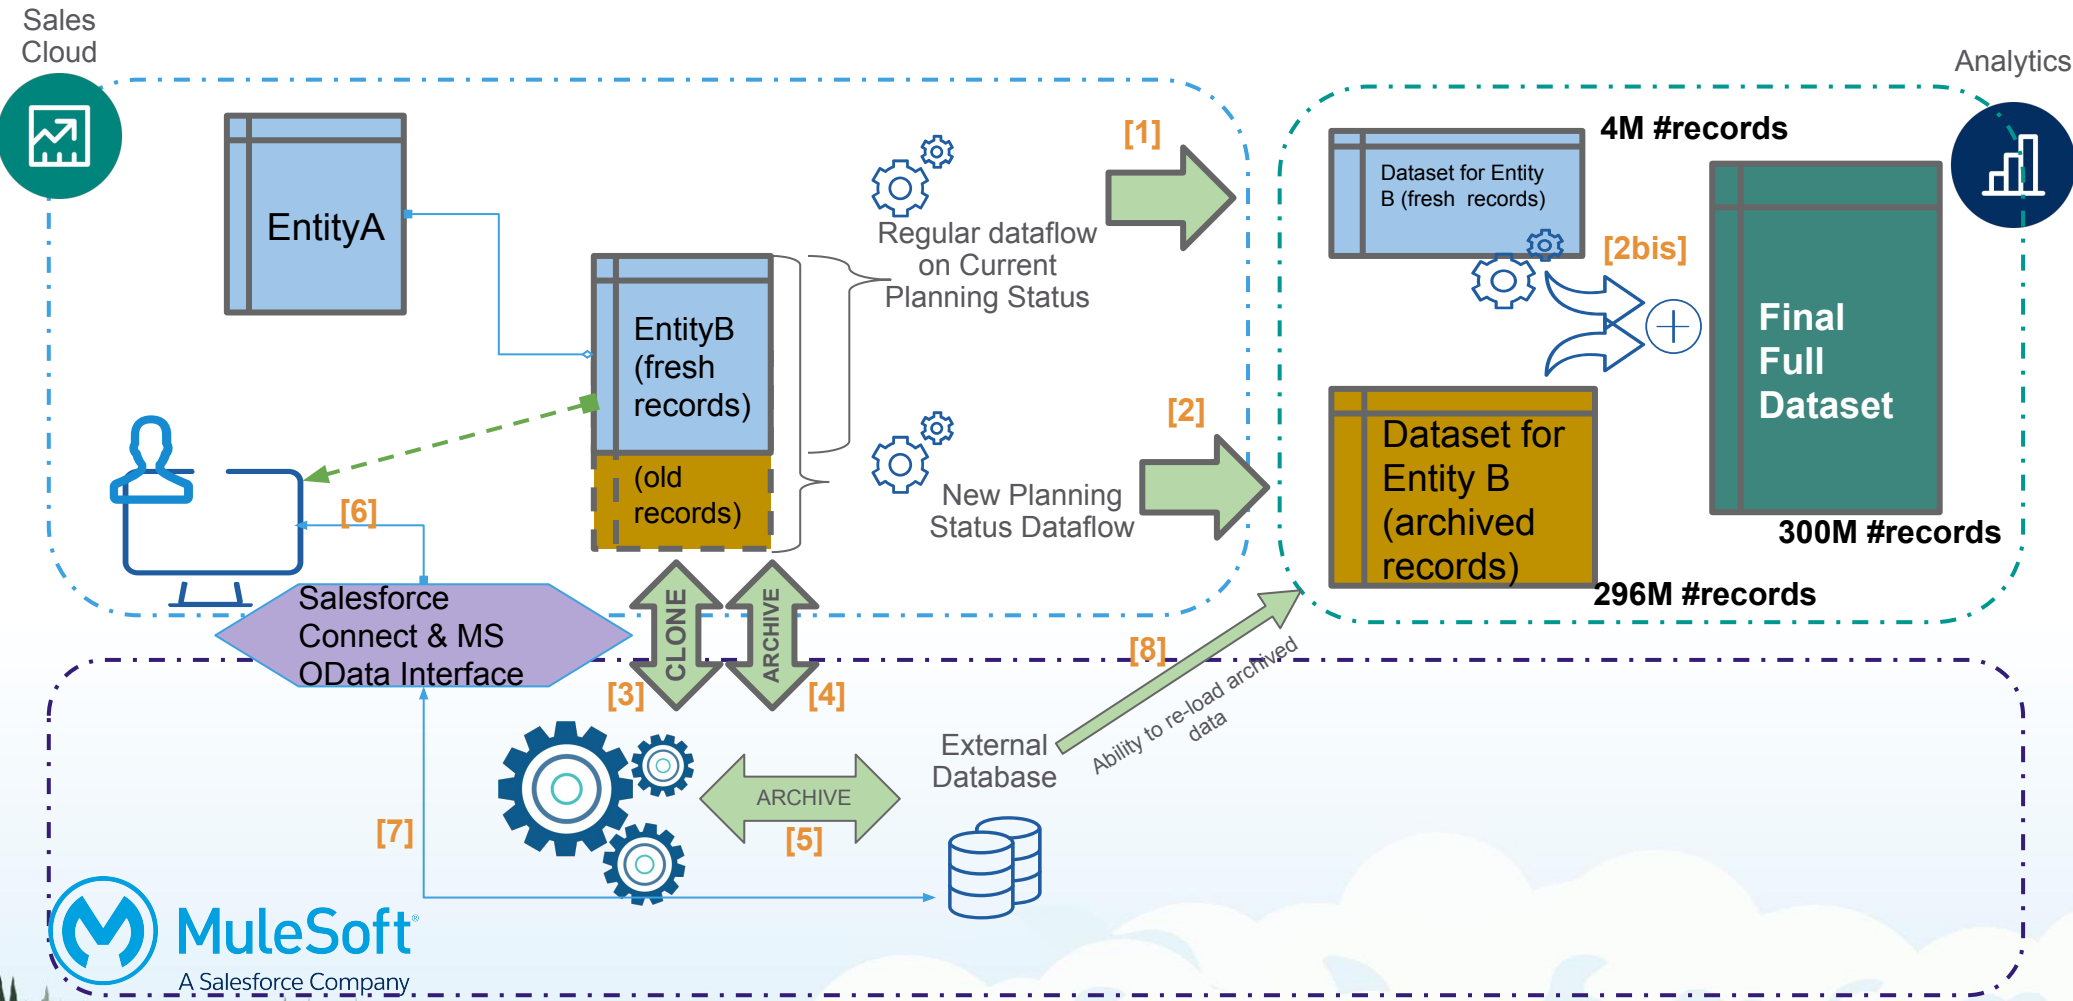 Sales
Cloud
Analytics
EntityA
EntityB
(fresh
records)
(old
records)
[1]
Regular dataflow
on Current
Planning Status
[2]
New Planning
Status Dataflow
4M #records
Dataset for Entity
B (fresh  records)
[2bis]
Final
Full
Dataset
300M #records
Dataset for
Entity B
(archived
records)
296M #records
[6]
Salesforce
Connect & MS
OData Interface
CLONE
ARCHIVE
[3]
[4]
[8]
Ability to re-load archived
data
External
Database
ARCHIVE
[5]
[7]
MuleSoft®
A Salesforce Company